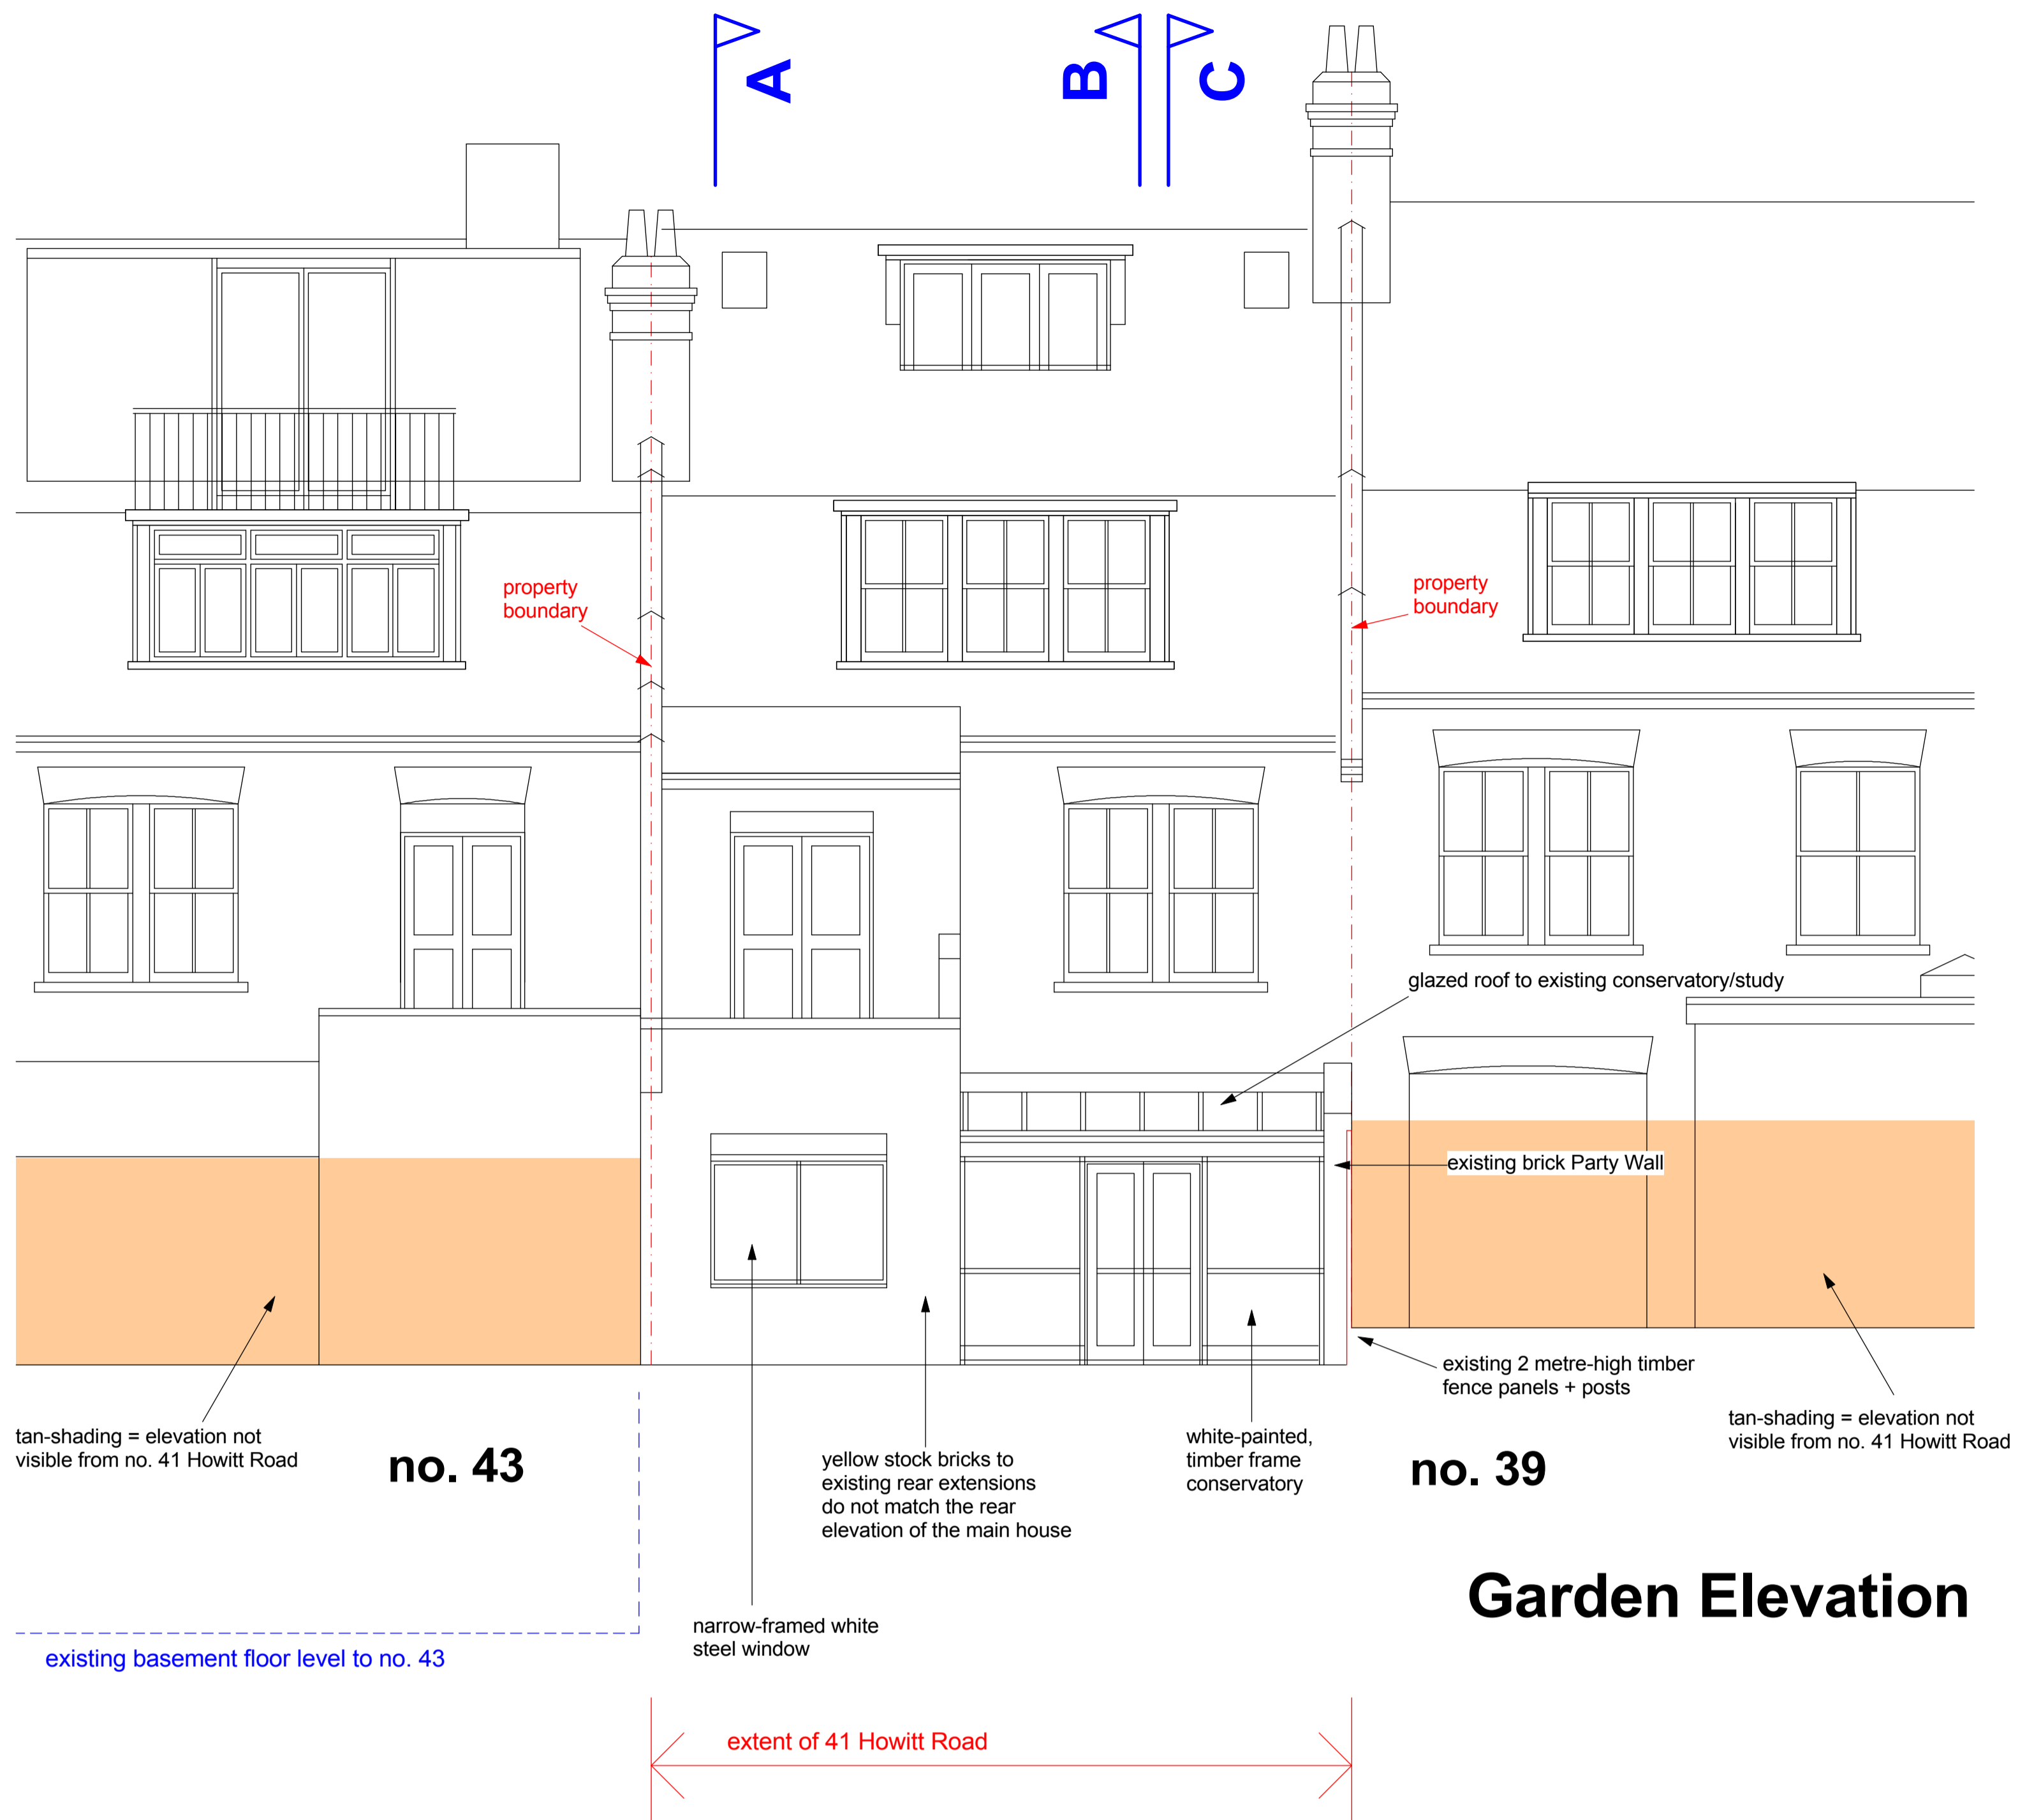 A
B
C
property
boundary
property
boundary
glazed roof to existing conservatory/study
existing brick Party Wall
existing 2 metre-high timber
fence panels + posts
tan-shading = elevation not
visible from no. 41 Howitt Road
no. 43
yellow stock bricks to
existing rear extensions
do not match the rear
elevation of the main house
white-painted,
timber frame
conservatory
no. 39
tan-shading = elevation not
visible from no. 41 Howitt Road
Garden Elevation
narrow-framed white
steel window
existing basement floor level to no. 43
extent of 41 Howitt Road